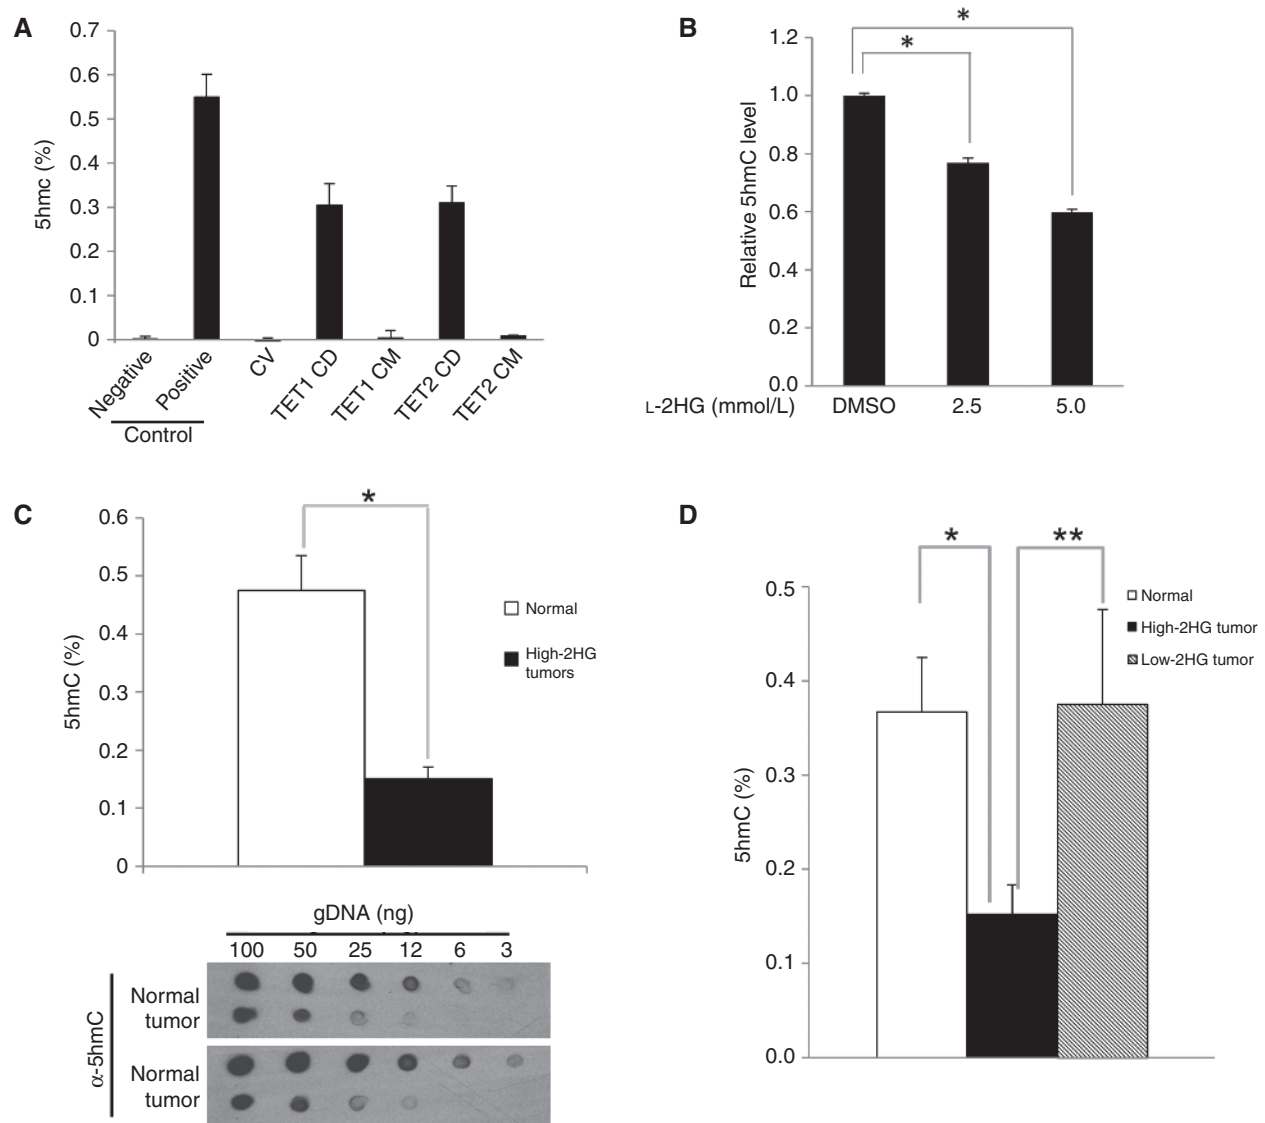 A
0.7
0.6
0.5
0.4
0.3
0.2
0.1
0
5hmc (%)
Negative
Positive
CV
TET1 CD
TET1 CM
TET2 CD
TET2 CM
Control
B
*
*
1.2
1.0
0.8
0.6
0.4
0.2
0.0
Relative 5hmC level
L-2HG (mmol/L) DMSO 2.5 5.0
C
*
0.6
0.5
0.4
0.3
0.2
0.1
0
5hmC (%)
Normal
High-2HG
tumors
gDNA (ng)
100 50 25 12 6 3
α-5hmC
Normal
tumor
Normal
tumor
D
* **
0.5
0.4
0.3
0.2
0.1
0.0
5hmC (%)
Normal
High-2HG tumor
Low-2HG tumor